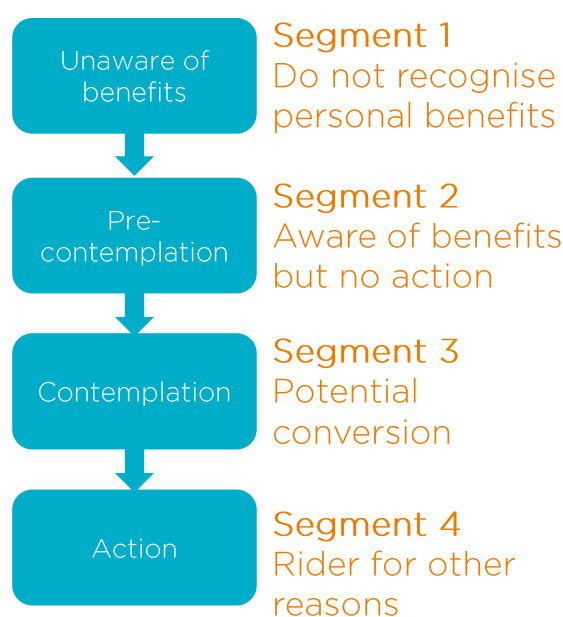 Unaware of
benefits
Segment 1
Do not recognise
personal benefits
Pre-
contemplation
Segment 2
Aware of benefits
but no action
Contemplation
Segment 3
Potential
conversion
Action
Segment 4
Rider for other
reasons